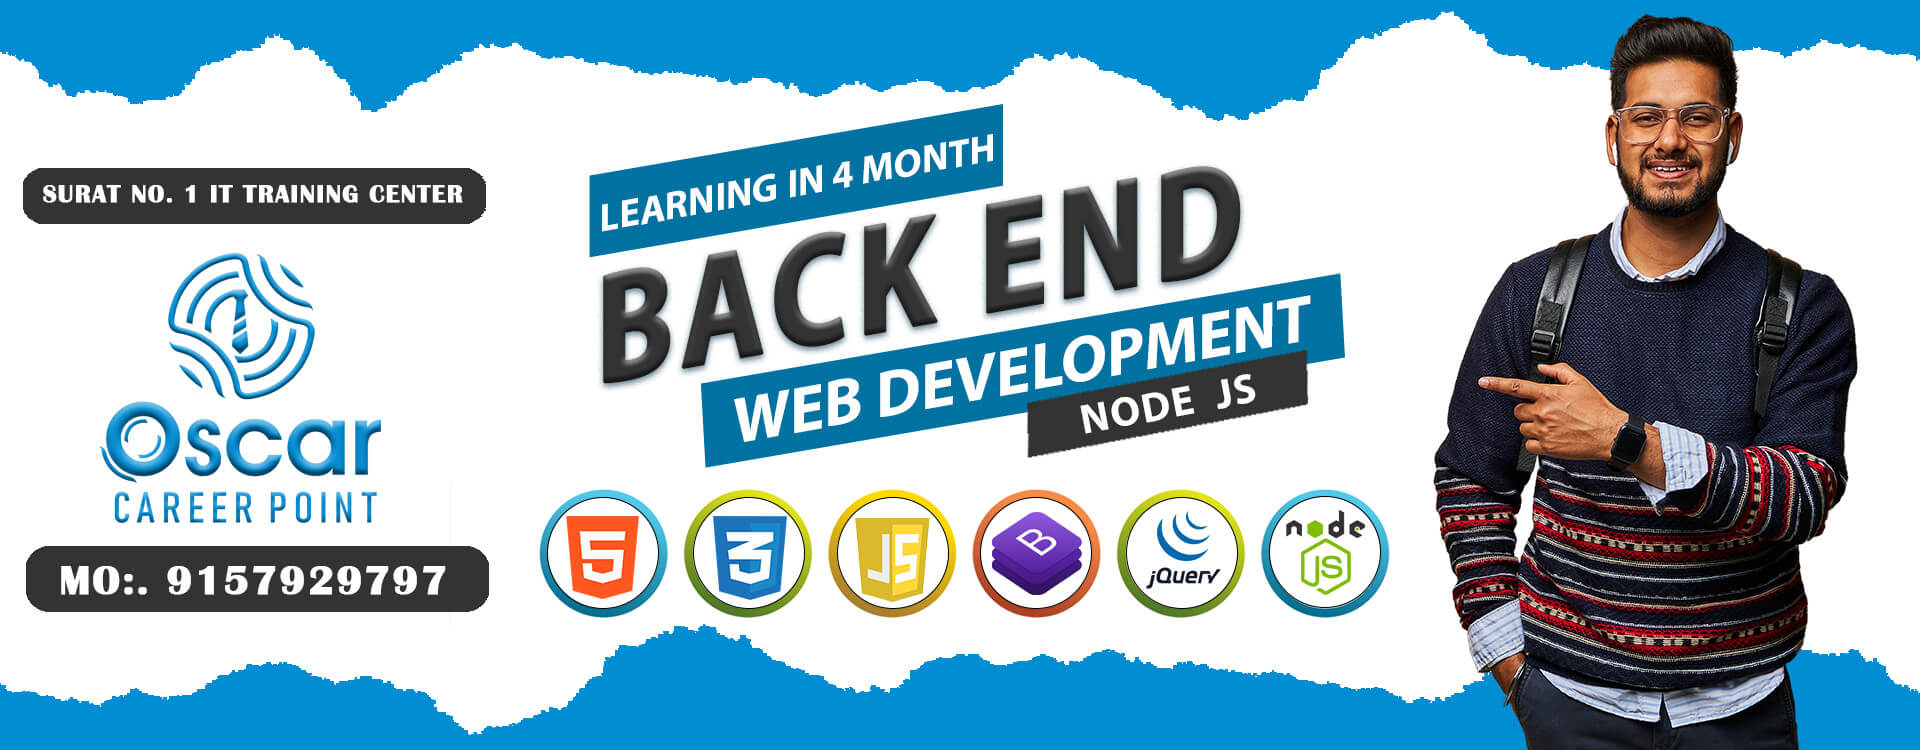 SURAT NO. 1 IT TRAINING CENTER
Oscar
CAREER POINT
MO:. 9157929797
LEARNING IN 4 MONTH
BACK END
WEB DEVELOPMENT
NODE JS
5
3
JS
B
jQuery
node
JS